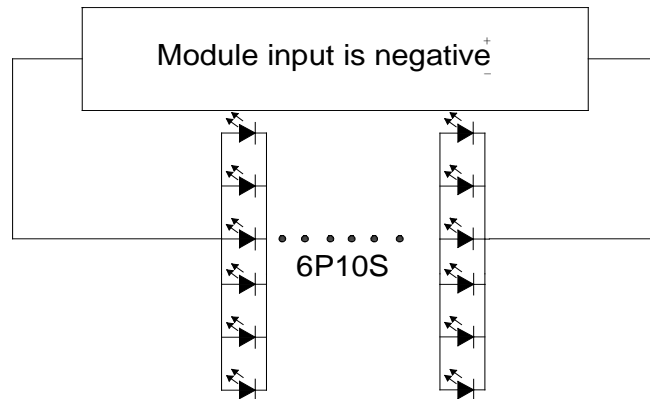 Module input is negative
+
−
6P10S